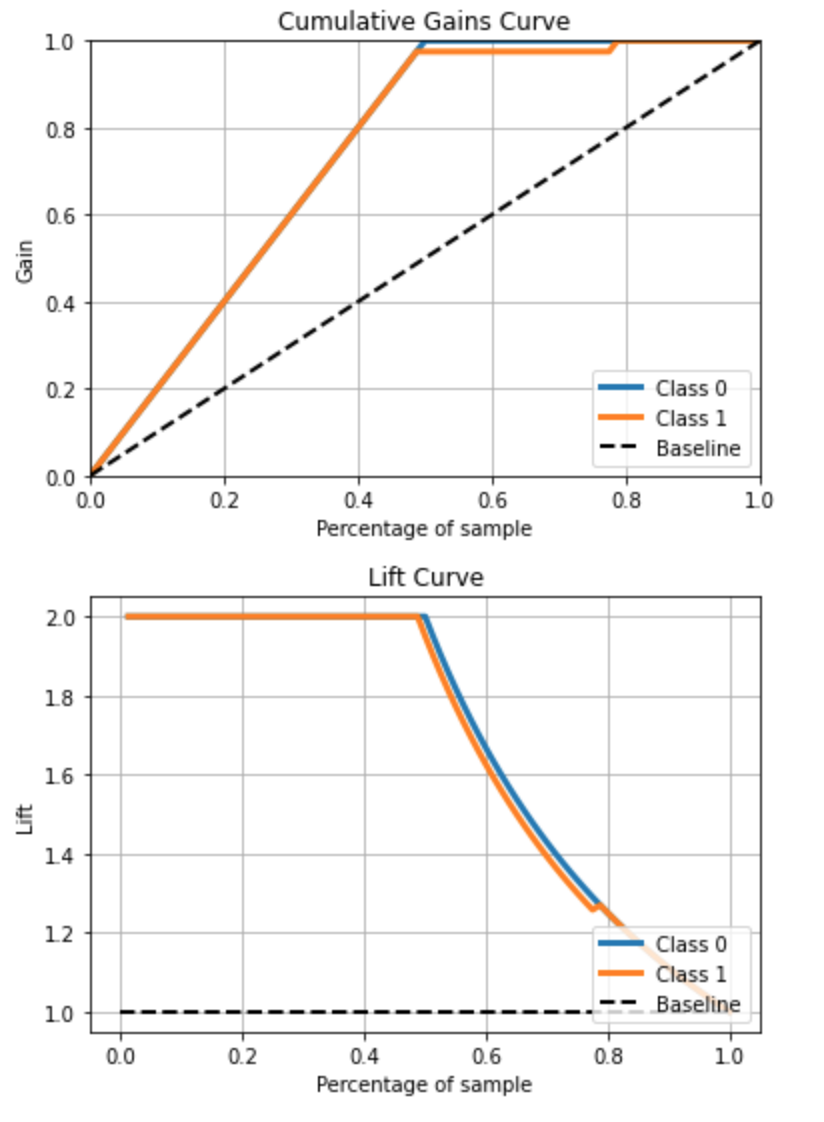 Cumulative Gains Curve
1.0
0.8
0.6
0.4
0.2
0.0
Gain
Class 0
Class 1
Baseline
0.0 0.2 0.4 0.6 0.8 1.0
Percentage of sample
Lift Curve
2.0
1.8
1.6
1.4
1.2
1.0
Lift
Class 0
Class 1
Baseline
0.0 0.2 0.4 0.6 0.8 1.0
Percentage of sample